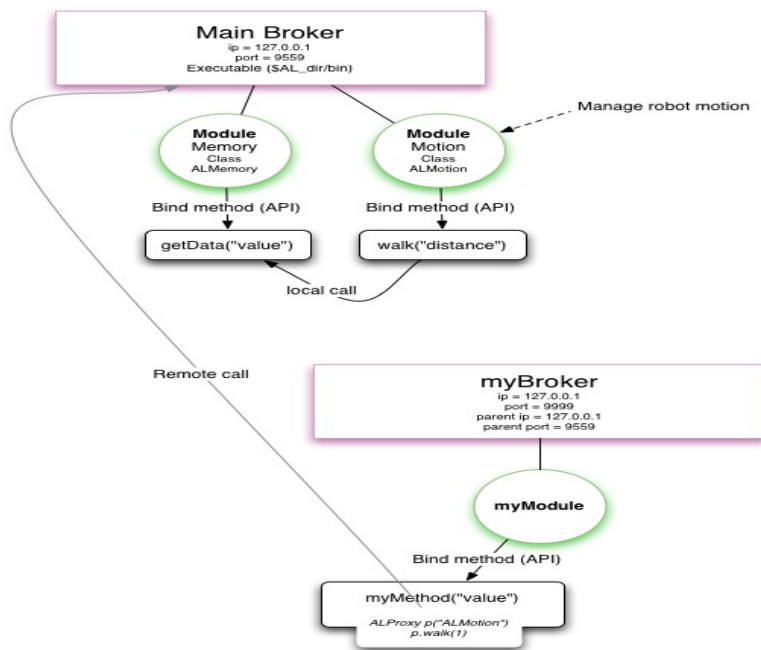 Main Broker
ip = 127.0.0.1
port = 9559
Executable ($AL_dir/bin)
Manage robot motion
Module
Memory
Class
ALMemory
Module
Motion
Class
ALMotion
Bind method (API)
Bind method (API)
getData("value")
walk("distance")
local call
Remote call
myBroker
ip = 127.0.0.1
port = 9999
parent ip = 127.0.0.1
parent port = 9559
myModule
Bind method (API)
myMethod("value")
ALProxy p("ALMotion")
p.walk(1)